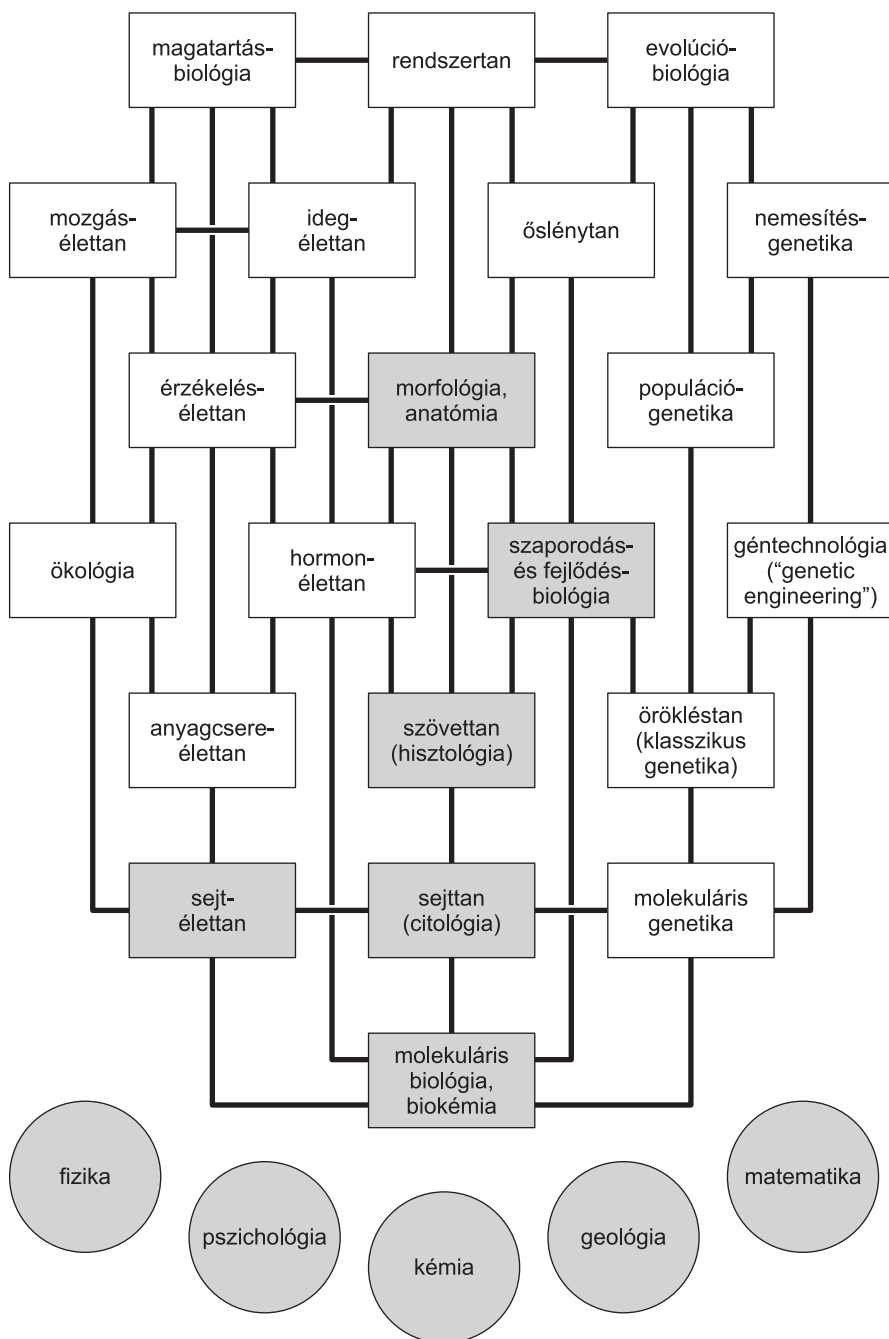 magatartás-
biológia
rendszertan
evolúció-
biológia
mozgás-
élettan
ideg-
élettan
őslénytan
nemesítés-
genetika
érzékelés-
élettan
morfológia,
anatómia
populáció-
genetika
ökológia
hormon-
élettan
szaporodás-
és fejlődés-
biológia
géntechnológia
(“genetic
engineering”)
anyagcsere-
élettan
szövettan
(hisztológia)
örökléstan
(klasszikus
genetika)
sejt-
élettan
sejttan
(citológia)
molekuláris
genetika
molekuláris
biológia,
biokémia
fizika
pszichológia
kémia
geológia
matematika